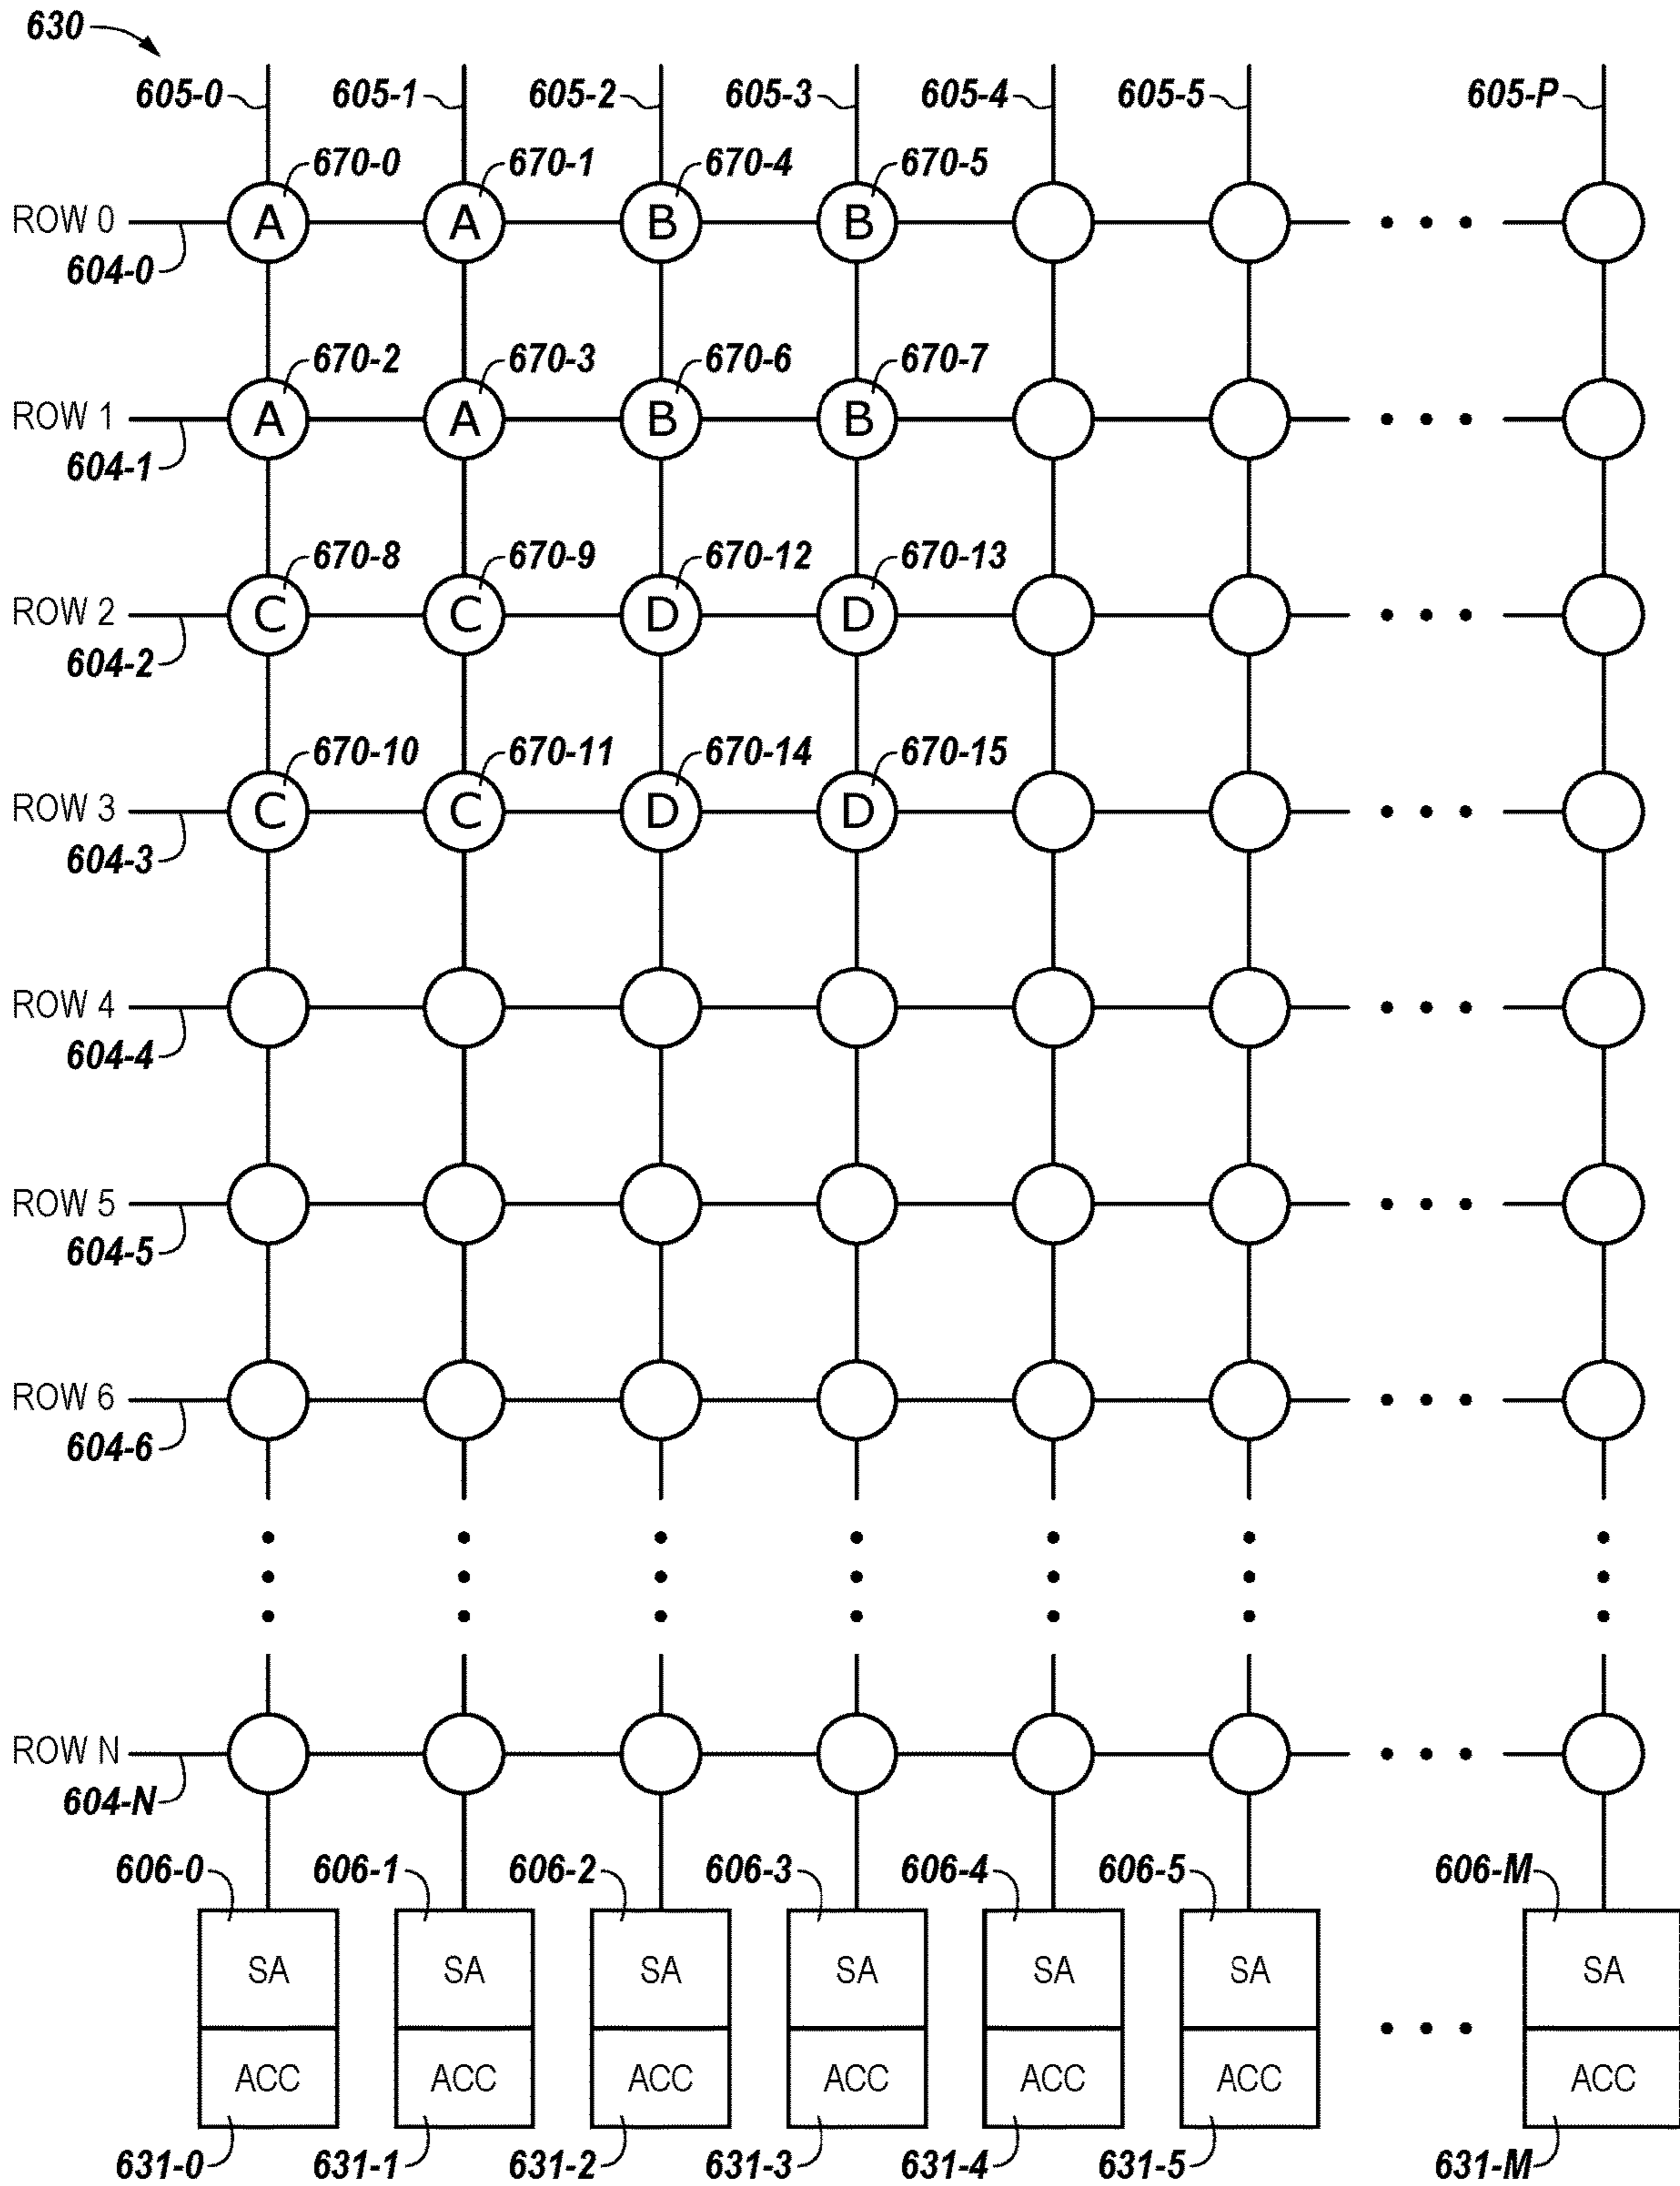 630
605-0 605-1 605-2 605-3 605-4 605-5 605-P
670-0 670-1 670-4 670-5
ROW 0 A A B B
604-0
670-2 670-3 670-6 670-7
ROW 1 A A B B
604-1
670-8 670-9 670-12 670-13
ROW 2 C C D D
604-2
670-10 670-11 670-14 670-15
ROW 3 C C D D
604-3
ROW 4
604-4
ROW 5
604-5
ROW 6
604-6
ROW N
604-N
606-0 606-1 606-2 606-3 606-4 606-5 606-M
SA SA SA SA SA SA SA
ACC ACC ACC ACC ACC ACC ACC
631-0 631-1 631-2 631-3 631-4 631-5 631-M